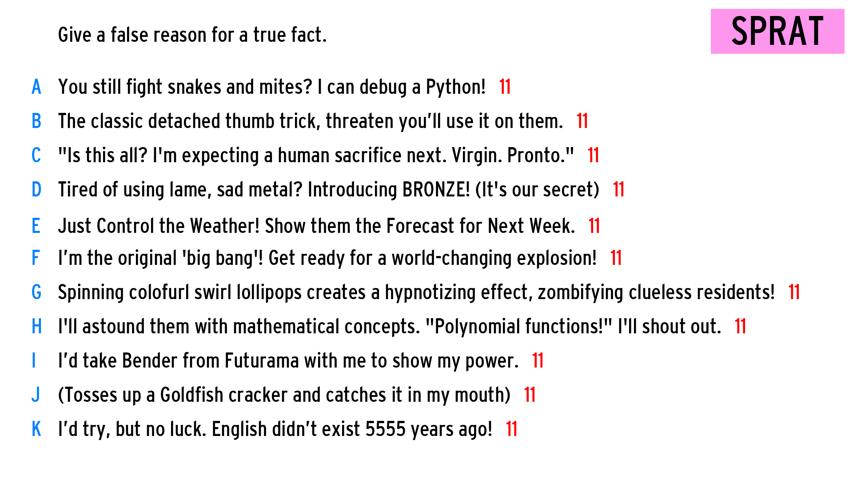 Give a false reason for a true fact.
SPRAT
A You still fight snakes and mites? I can debug a Python! 11
B The classic detached thumb trick, threaten you’ll use it on them. 11
C "Is this all? I'm expecting a human sacrifice next. Virgin. Pronto." 11
D Tired of using lame, sad metal? Introducing BRONZE! (It's our secret) 11
E Just Control the Weather! Show them the Forecast for Next Week. 11
F I’m the original 'big bang'! Get ready for a world-changing explosion! 11
G Spinning colofurl swirl lollipops creates a hypnotizing effect, zombifying clueless residents! 11
H I'll astound them with mathematical concepts. "Polynomial functions!" I'll shout out. 11
I I’d take Bender from Futurama with me to show my power. 11
J (Tosses up a Goldfish cracker and catches it in my mouth) 11
K I’d try, but no luck. English didn’t exist 5555 years ago! 11